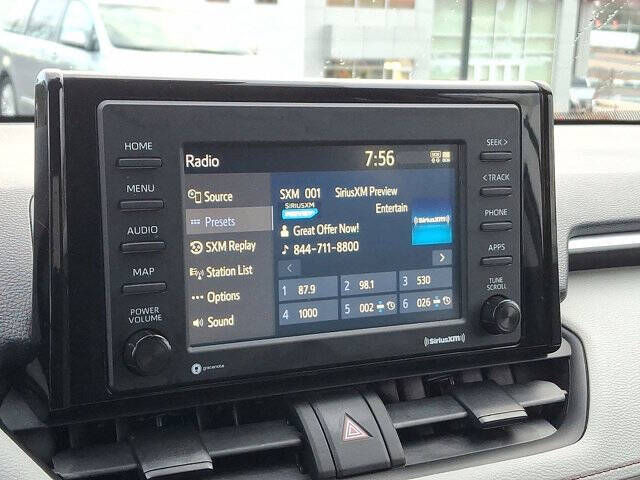 HOME
MENU
AUDIO
MAP
POWER
VOLUME
Radio
7:56
Source
Presets
SXM Replay
Station List
Options
Sound
SXM 001 SiriusXM Preview
SIRIUSXM
Entertain
Great Offer Now!
844-711-8800
((SiriusXM))
<
>
1 87.9
2 98.1
3 530
4 1000
5 002
6 026
SEEK >
< TRACK
PHONE
APPS
TUNE
SCROLL
gracenote
((SiriusXM))